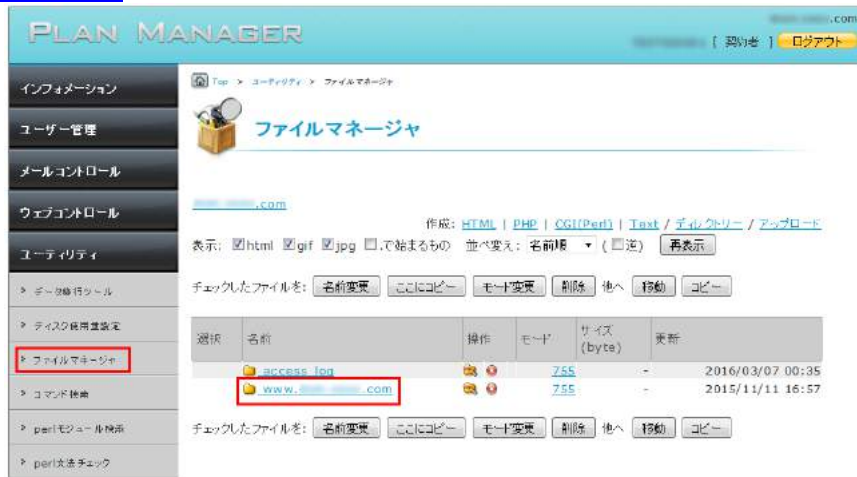 PLAN MANAGER
.com
[ 契約者 ] ログアウト
インフォメーション
ユーザー管理
メールコントロール
ウェブコントロール
ユーティリティ
データ移行ツール
ディスク使用量設定
ファイルマネージャ
コマンド検索
perlモジュール検索
perl文法チェック
Top > ユーティリティ > ファイルマネージャ
ファイルマネージャ
.com
作成: HTML | PHP | CGI(Perl) | Text / ディレクトリー / アップロード
表示: html gif jpg .で始まるもの 並べ変え: 名前順 (逆) 再表示
チェックしたファイルを: 名前変更 ここにコピー モード変更 削除 他へ 移動 コピー
選択 名前 操作 モード サイズ (byte) 更新
access_log 755 - 2016/03/07 00:35
www. .com 755 - 2015/11/11 16:57
チェックしたファイルを: 名前変更 ここにコピー モード変更 削除 他へ 移動 コピー